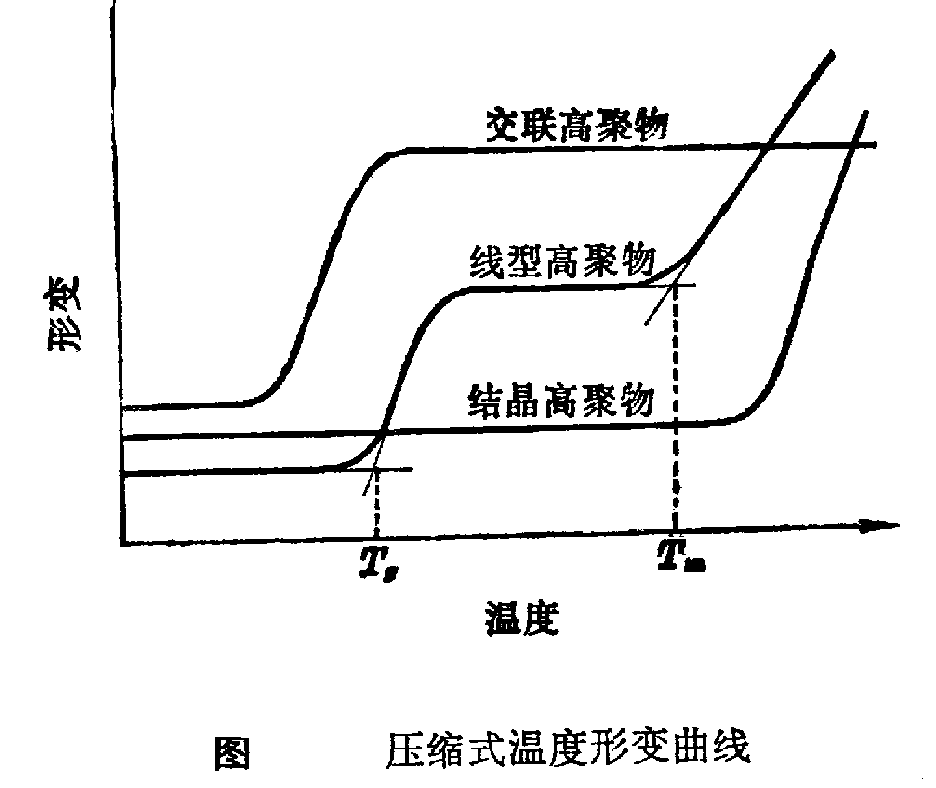 交联高聚物
线型高聚物
形变
结晶高聚物
Tg Tm
温度
图 压缩式温度形变曲线